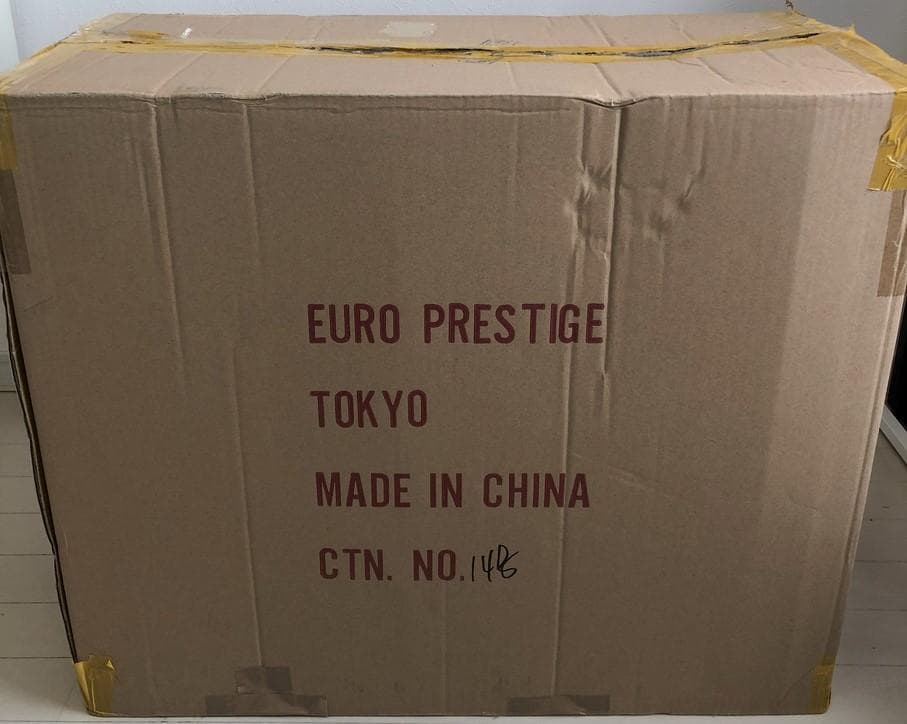 EURO PRESTIGE
TOKYO
MADE IN CHINA
CTN. NO.